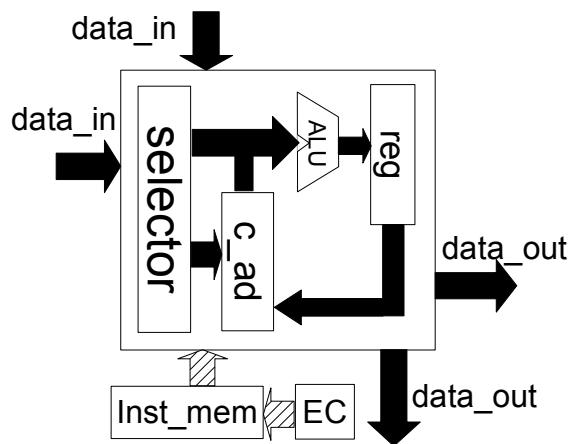 data_in
data_in
selector
ALU
reg
c_ad
data_out
Inst_mem
EC
data_out